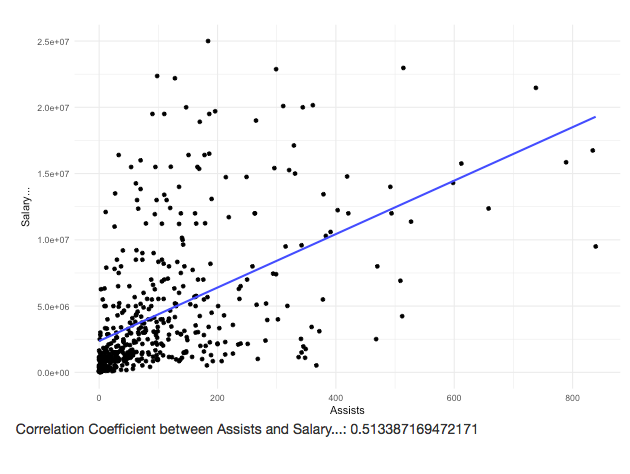 2.5e+07
2.0e+07
1.5e+07
1.0e+07
5.0e+06
0.0e+00
Salary...
0 200 400 600 800
Assists
Correlation Coefficient between Assists and Salary...: 0.513387169472171